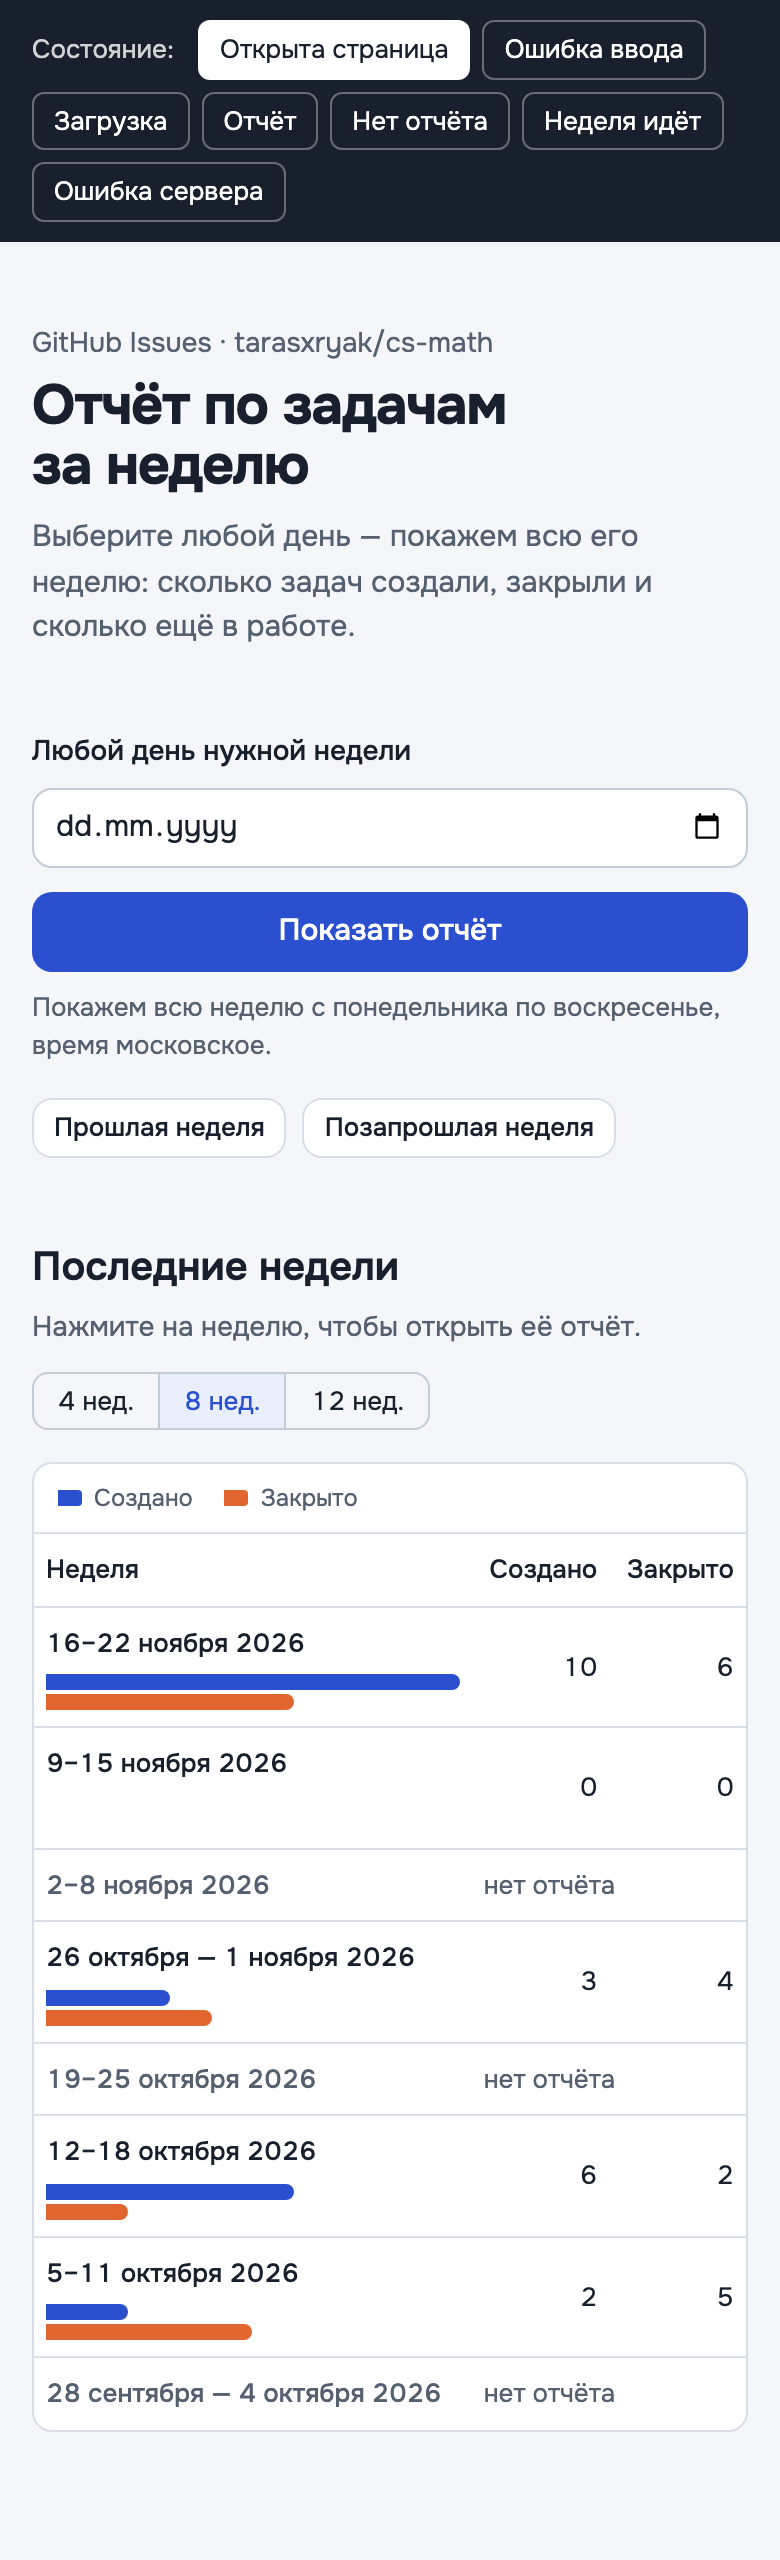 Состояние: Открыта страница Ошибка ввода
Загрузка Отчёт Нет отчёта Неделя идёт
Ошибка сервера
GitHub Issues · tarasxryak/cs-math
Отчёт по задачам
за неделю
Выберите любой день — покажем всю его
неделю: сколько задач создали, закрыли и
сколько ещё в работе.
Любой день нужной недели
dd.mm.yyyy
Показать отчёт
Покажем всю неделю с понедельника по воскресенье,
время московское.
Прошлая неделя Позапрошлая неделя
Последние недели
Нажмите на неделю, чтобы открыть её отчёт.
4 нед. 8 нед. 12 нед.
Создано Закрыто
Неделя Создано Закрыто
16–22 ноября 2026 10 6
9–15 ноября 2026 0 0
2–8 ноября 2026 нет отчёта
26 октября — 1 ноября 2026 3 4
19–25 октября 2026 нет отчёта
12–18 октября 2026 6 2
5–11 октября 2026 2 5
28 сентября — 4 октября 2026 нет отчёта